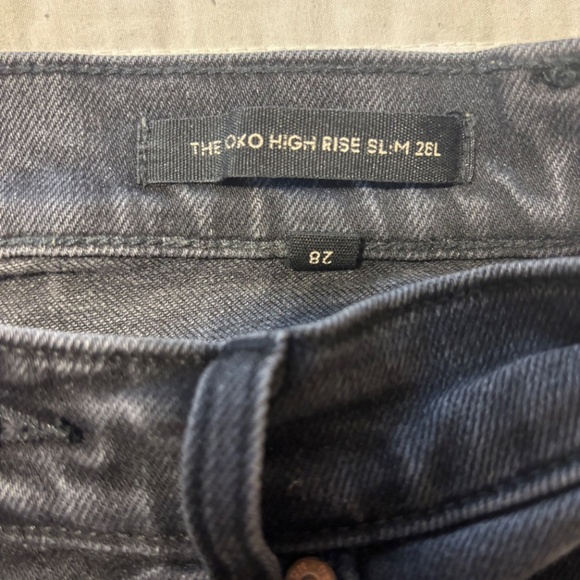 THE OXO HIGH RISE SLIM 26L
28